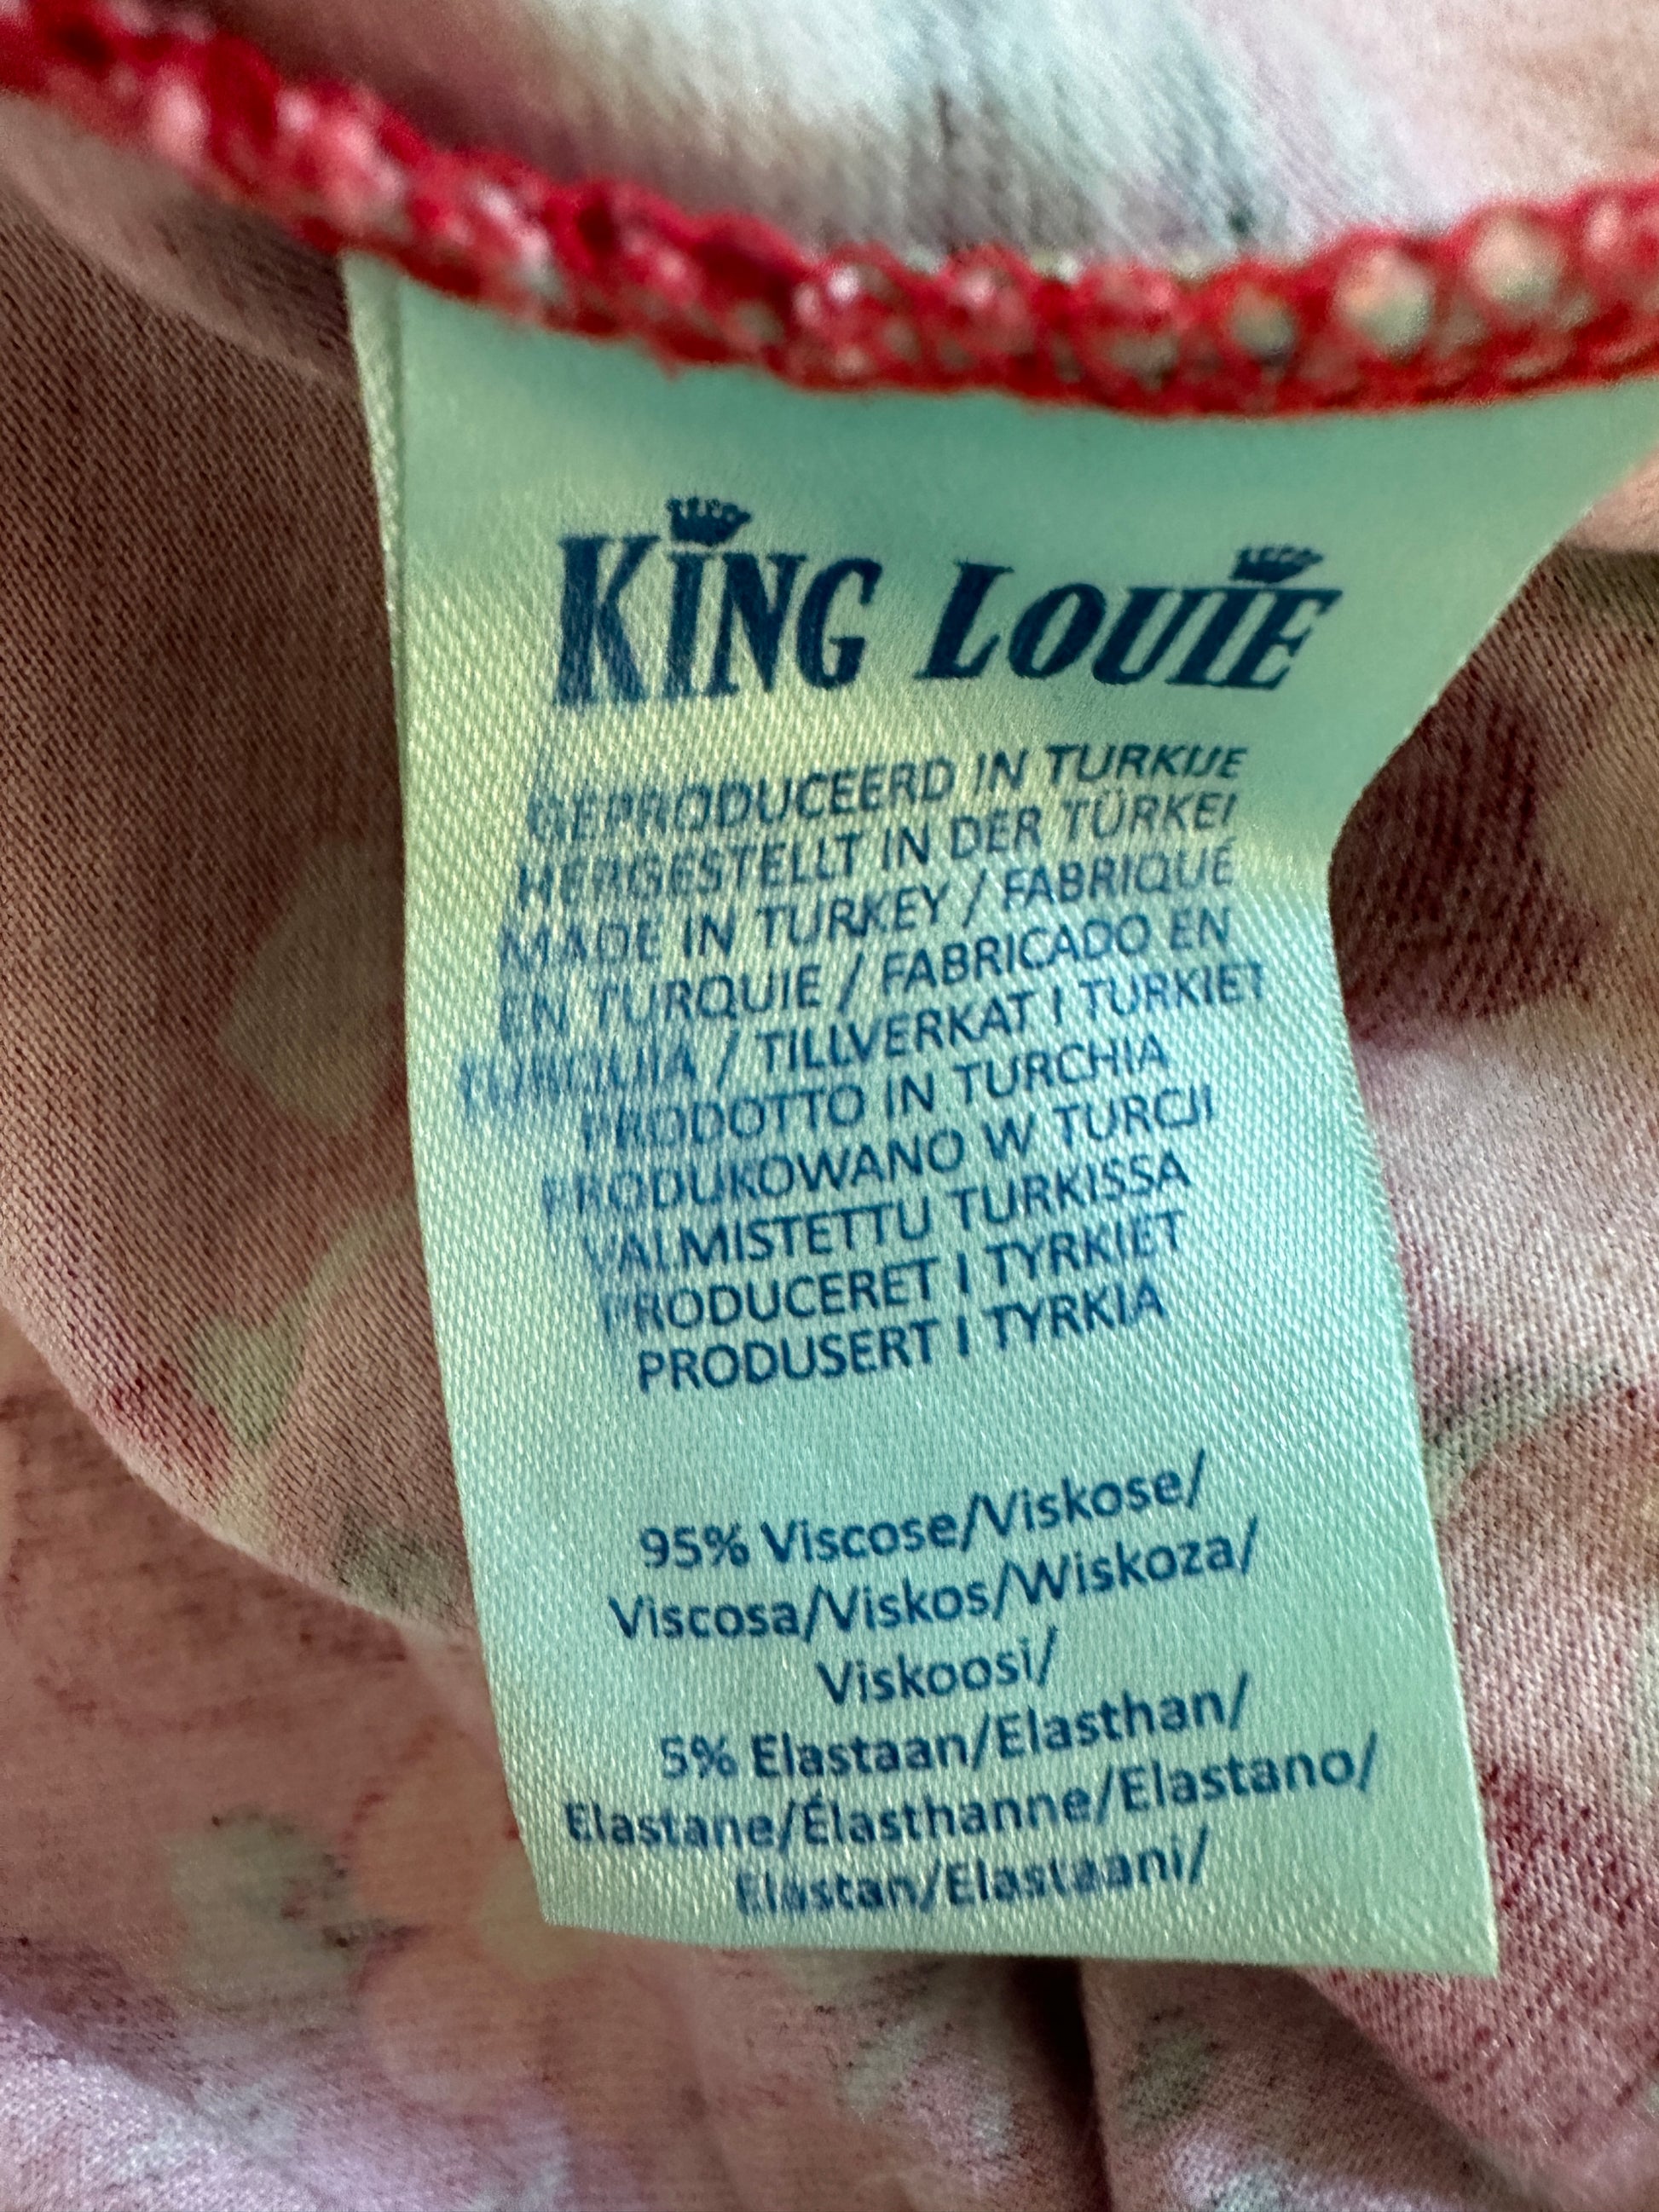 KING LOUIE
GEPRODUCEERD IN TURKIJE
HERGESTELLT IN DER TÜRKEI
MADE IN TURKEY / FABRIQUÉ
EN TURQUIE / FABRICADO EN
TURQUIA / TILLVERKAT I TURKIET
PRODOTTO IN TURCHIA
PRODUKOWANO W TURCJI
VALMISTETTU TURKISSA
PRODUCERET I TYRKIET
PRODUSERT I TYRKIA
95% Viscose/Viskose/
Viscosa/Viskos/Wiskoza/
Viskoosi/
5% Elastaan/Elasthan/
Elastane/Élasthanne/Elastano/
Elastan/Elastaani/